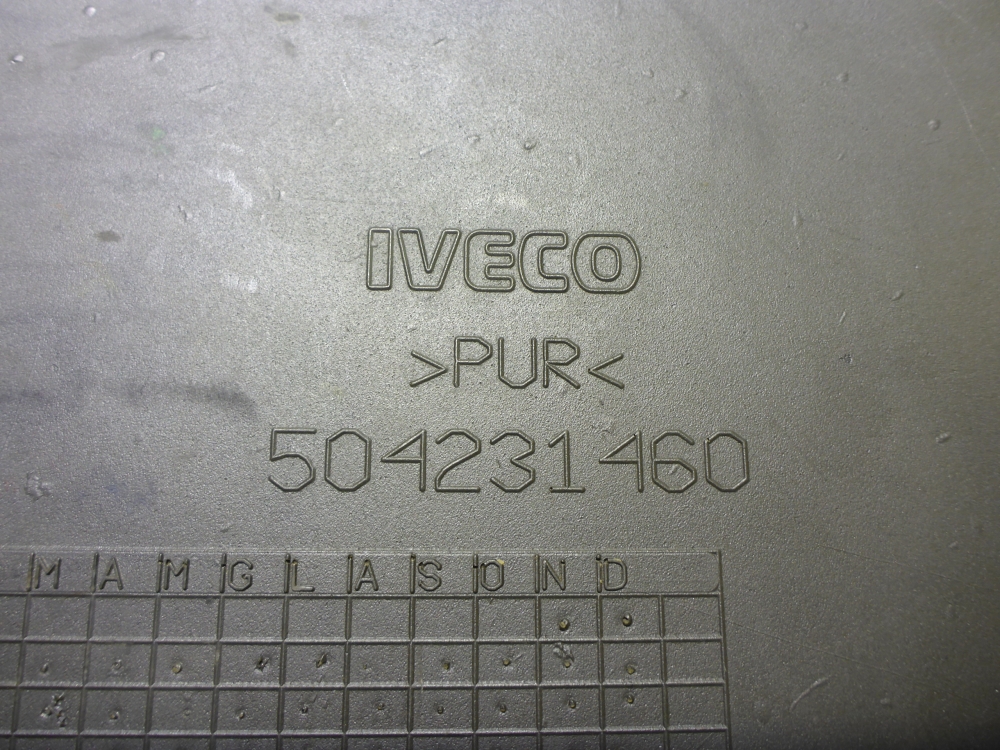 IVECO
>PUR<
504231460
M A M G L A S O N D